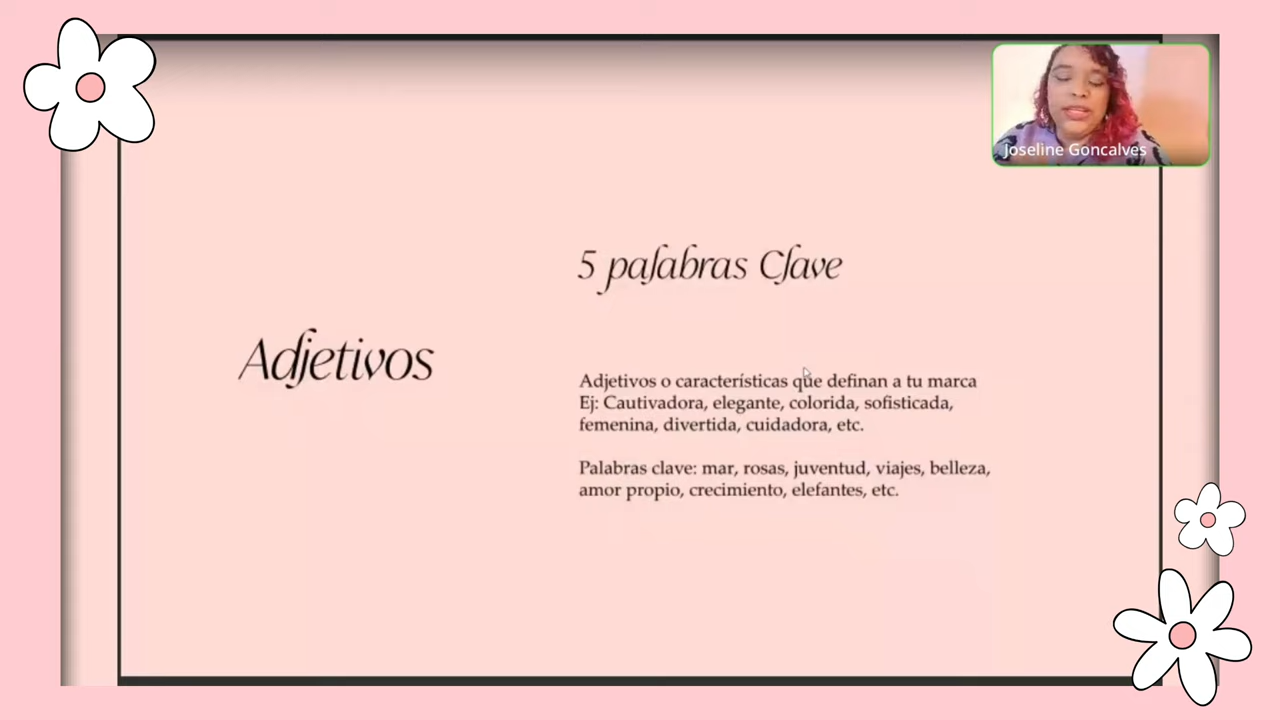 Joseline Goncalves
5 palabras Clave
Adjetivos
Adjetivos o características que definan a tu marca
Ej: Cautivadora, elegante, colorida, sofisticada,
femenina, divertida, cuidadora, etc.
Palabras clave: mar, rosas, juventud, viajes, belleza,
amor propio, crecimiento, elefantes, etc.